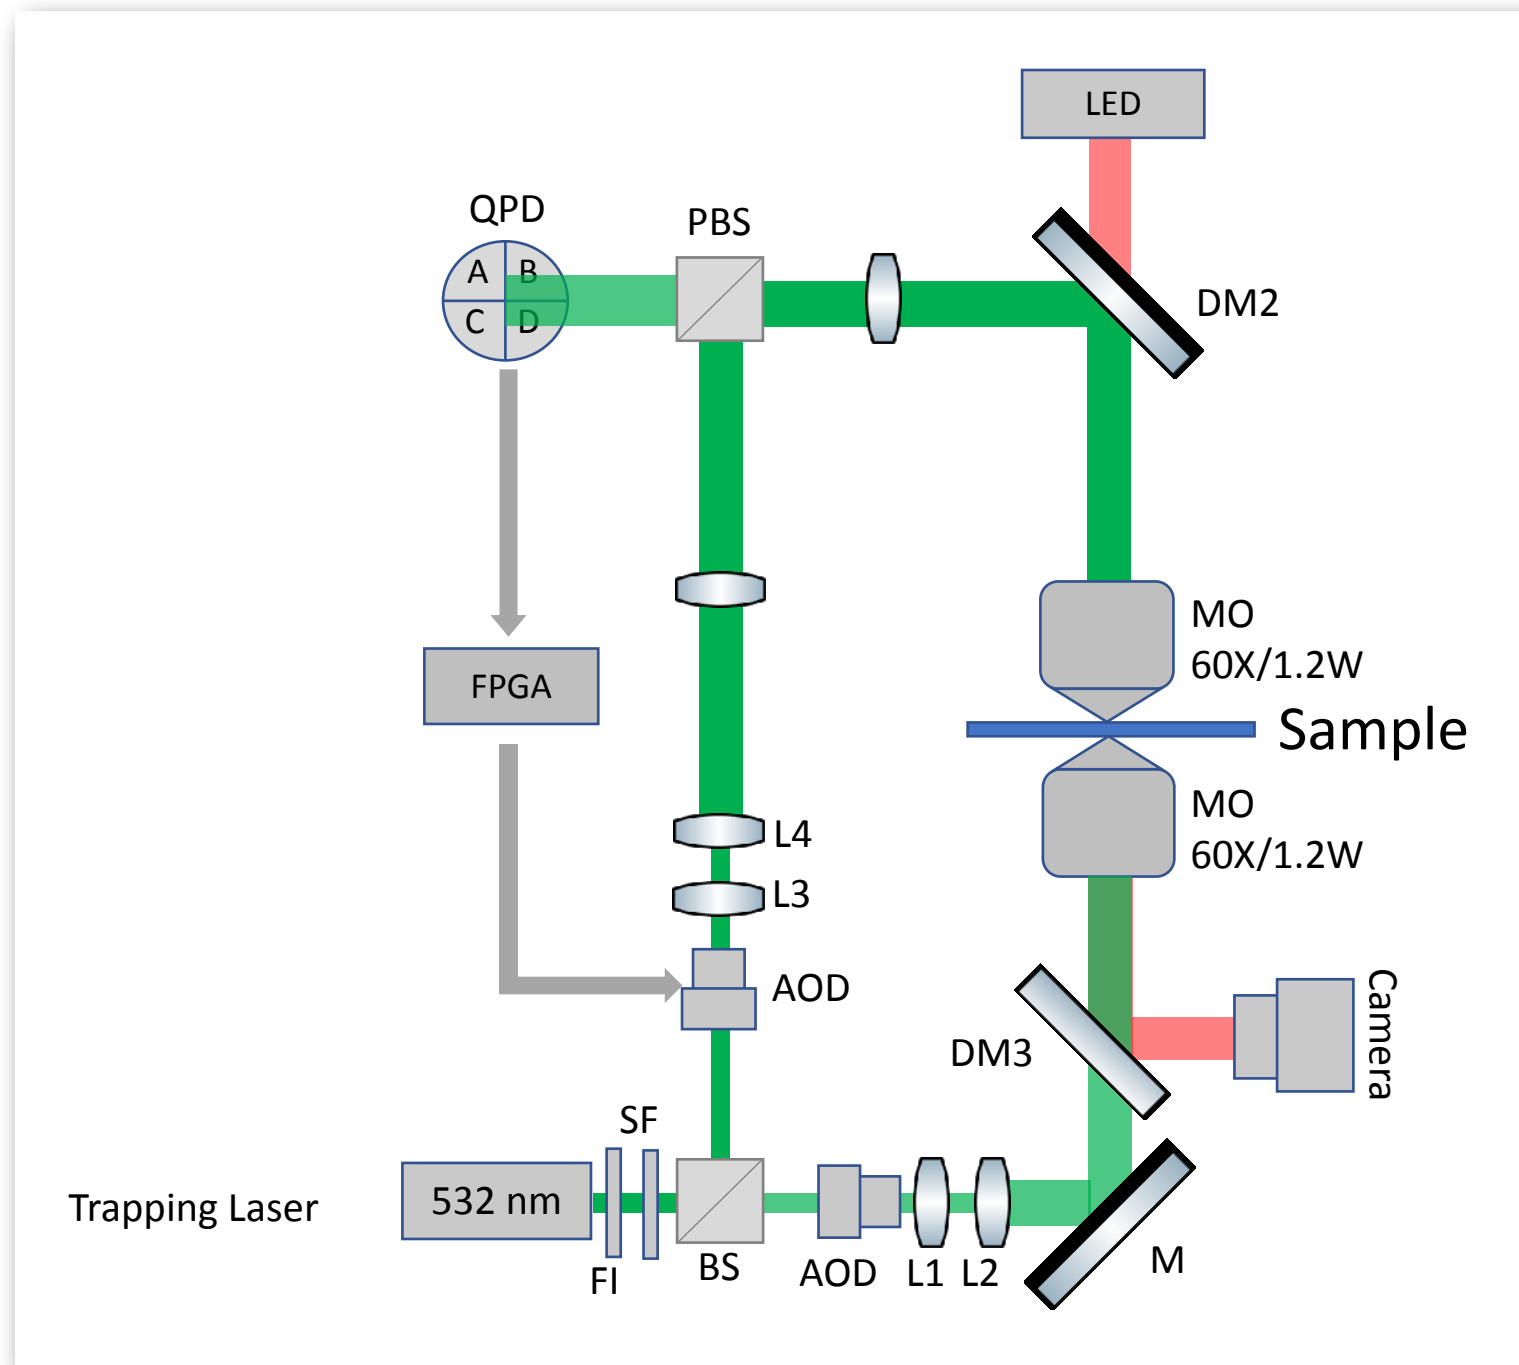 LED
QPD
PBS
A
B
C
D
DM2
MO
60X/1.2W
FPGA
Sample
MO
60X/1.2W
L4
L3
AOD
Camera
DM3
SF
532 nm
Trapping Laser
BS
AOD
L1
L2
M
FI